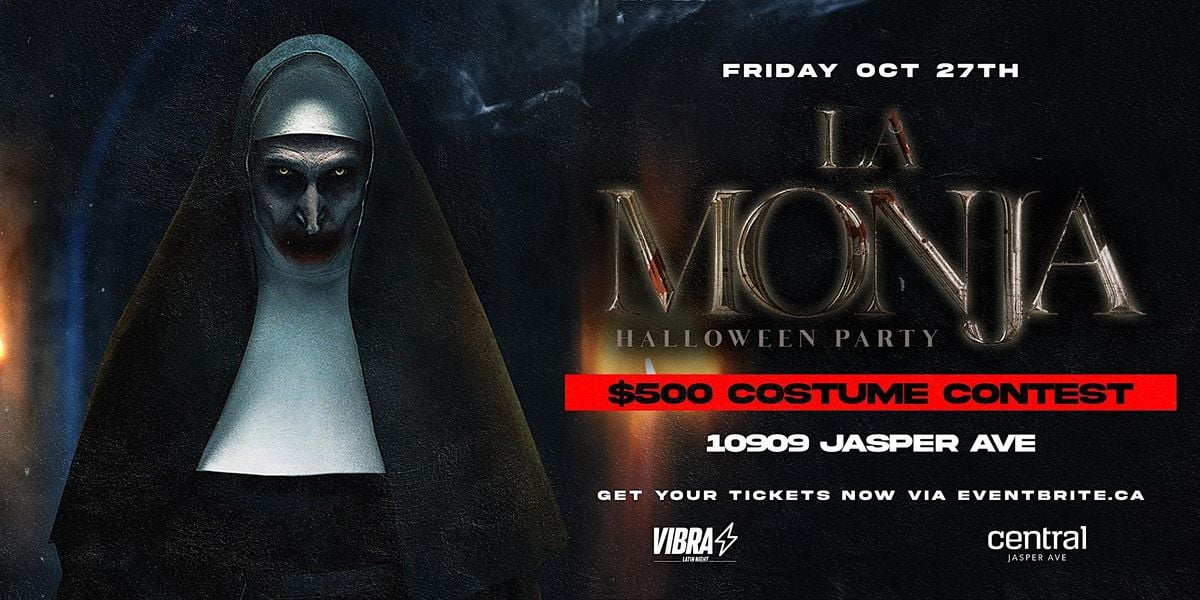 FRIDAY OCT 27TH
LA
MONJA
HALLOWEEN PARTY
$500 COSTUME CONTEST
10909 JASPER AVE
GET YOUR TICKETS NOW VIA EVENTBRITE.CA
VIBRA
LATIN NIGHT
central
JASPER AVE